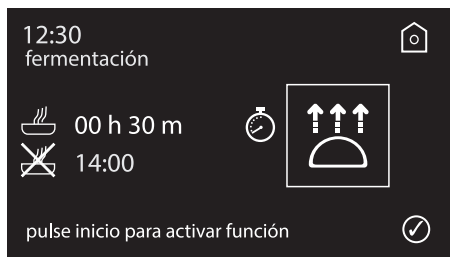 12:30
fermentación
00 h 30 m
14:00
pulse inicio para activar función